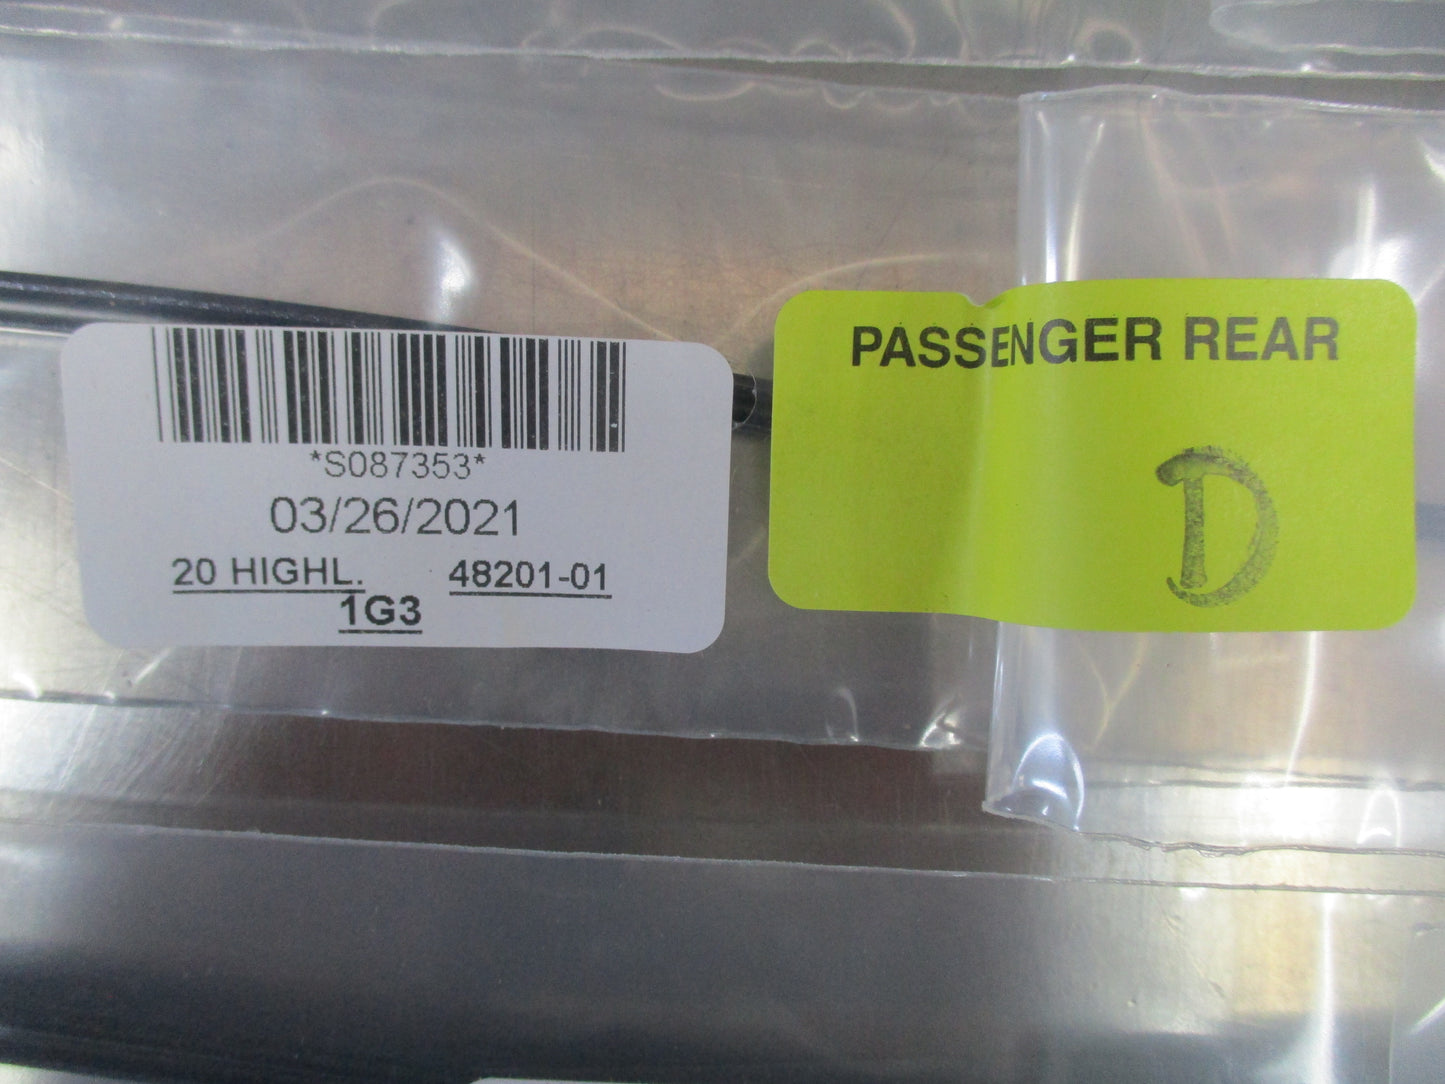 *S087353*
03/26/2021
20 HIGHL. 48201-01
1G3
PASSENGER REAR
D